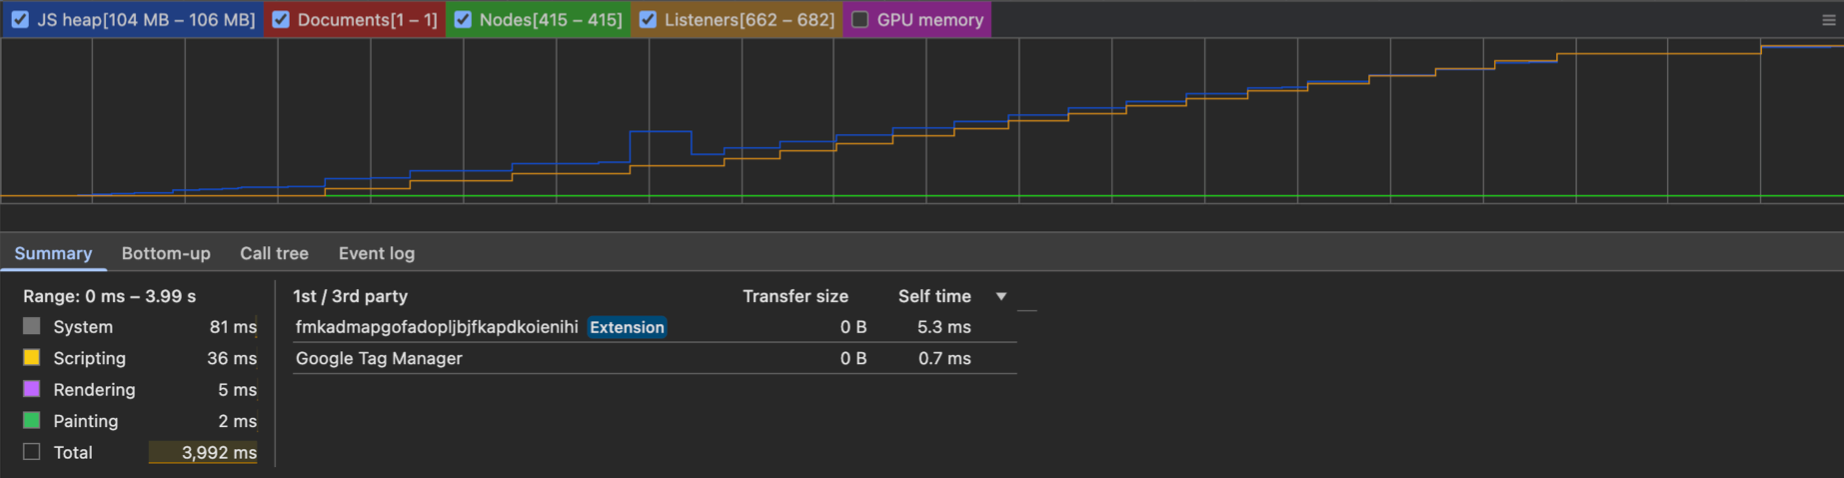 JS heap[104 MB – 106 MB] Documents[1 – 1] Nodes[415 – 415] Listeners[662 – 682] GPU memory
Summary Bottom-up Call tree Event log
Range: 0 ms – 3.99 s
System 81 ms
Scripting 36 ms
Rendering 5 ms
Painting 2 ms
Total 3,992 ms
1st / 3rd party Transfer size Self time ▼
fmkadmapgofadopljbjfkapdkoienihi Extension 0 B 5.3 ms
Google Tag Manager 0 B 0.7 ms